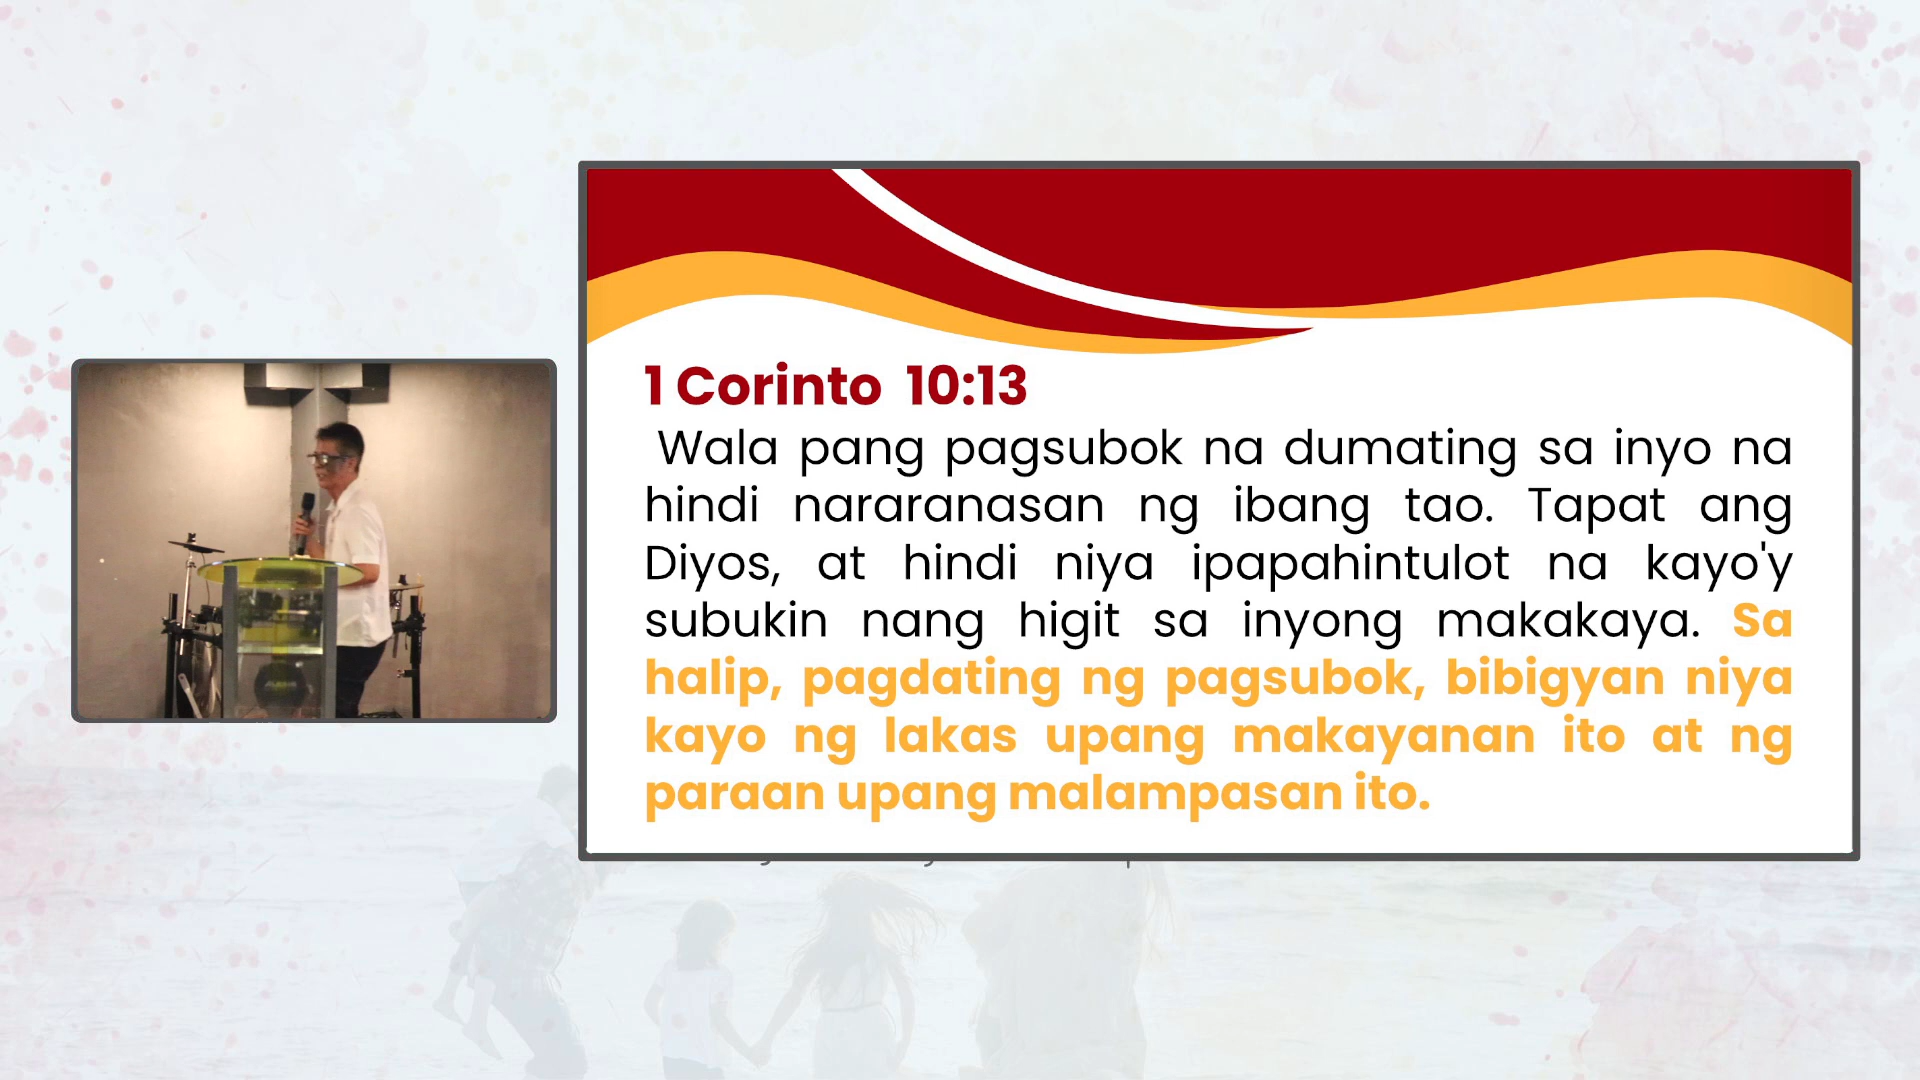 1 Corinto 10:13
Wala pang pagsubok na dumating sa inyo na
hindi nararanasan ng ibang tao. Tapat ang
Diyos, at hindi niya ipapahintulot na kayo'y
subukin nang higit sa inyong makakaya. Sa
halip, pagdating ng pagsubok, bibigyan niya
kayo ng lakas upang makayanan ito at ng
paraan upang malampasan ito.